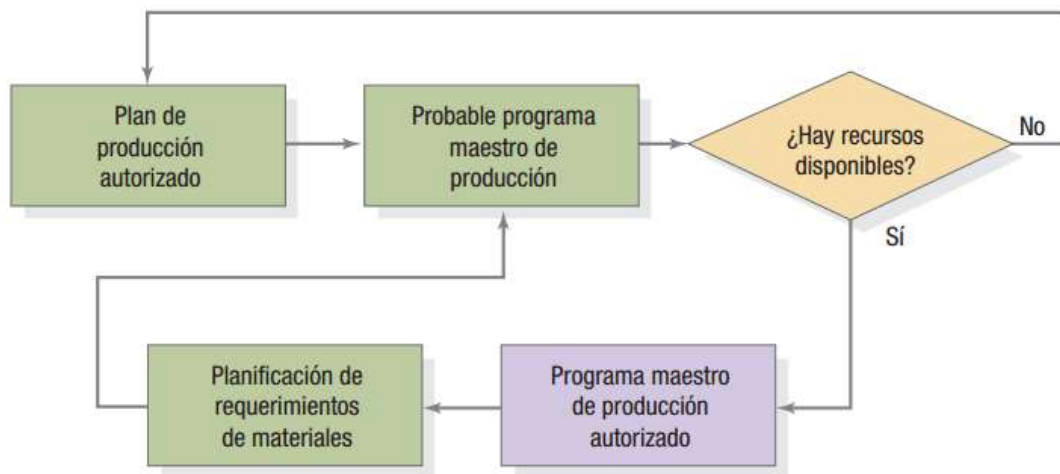 Plan de
producción
autorizado
Probable programa
maestro de
producción
¿Hay recursos
disponibles?
No
Sí
Planificación de
requerimientos
de materiales
Programa maestro
de producción
autorizado